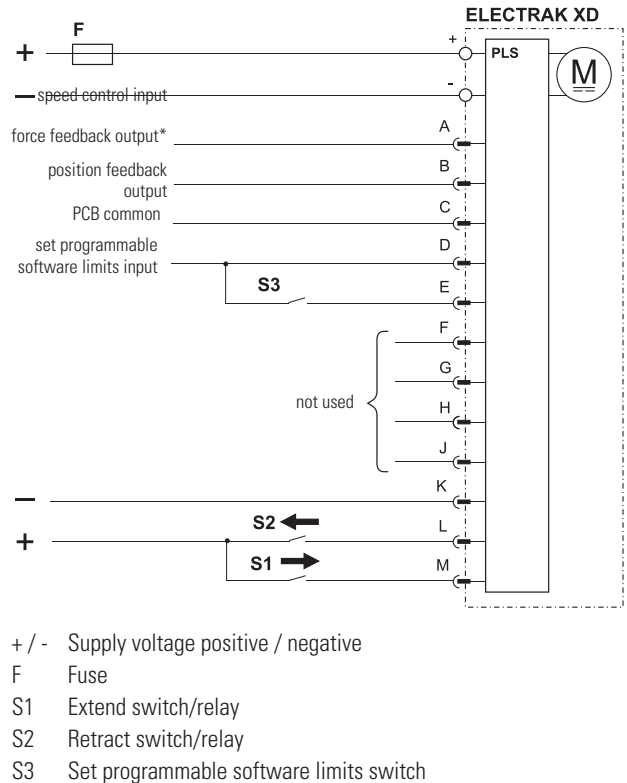 ELECTRAK XD
F
+
+
PLS
M
-
— speed control input
force feedback output*
A
position feedback
output
B
PCB common
C
set programmable
software limits input
D
S3
E
F
G
not used
H
J
—
K
S2
L
+
S1
M
+ / - Supply voltage positive / negative
F Fuse
S1 Extend switch/relay
S2 Retract switch/relay
S3 Set programmable software limits switch